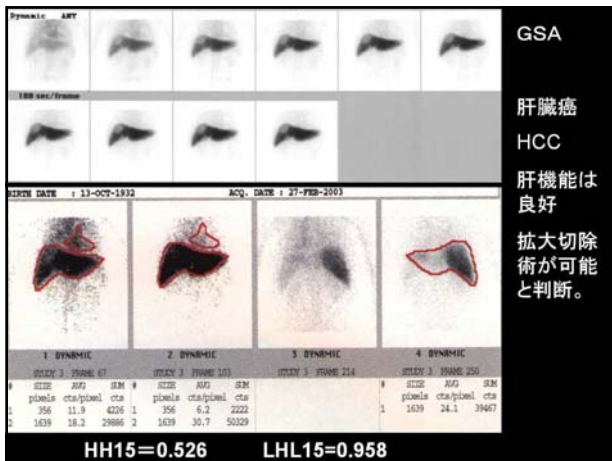 Dynamic ANT
GSA
180 sec/frame
肝臓癌
HCC
肝機能は
良好
拡大切除
術が可能
と判断。
BIRTH DATE : 13-OCT-1932 ACQ. DATE : 27-FEB-2003
1 DYNAMIC 2 DYNAMIC 3 DYNAMIC 4 DYNAMIC
STUDY 3 FRAME 67 STUDY 3 FRAME 103 STUDY 3 FRAME 214 STUDY 3 FRAME 250
# SIZE AVG SUM # SIZE AVG SUM # SIZE AVG SUM
pixels cts/pixel cts pixels cts/pixel cts pixels cts/pixel cts
1 356 11.9 4226 1 356 6.2 2222 1 1639 24.1 39467
2 1639 18.2 29886 2 1639 30.7 50329
HH15＝0.526 LHL15=0.958